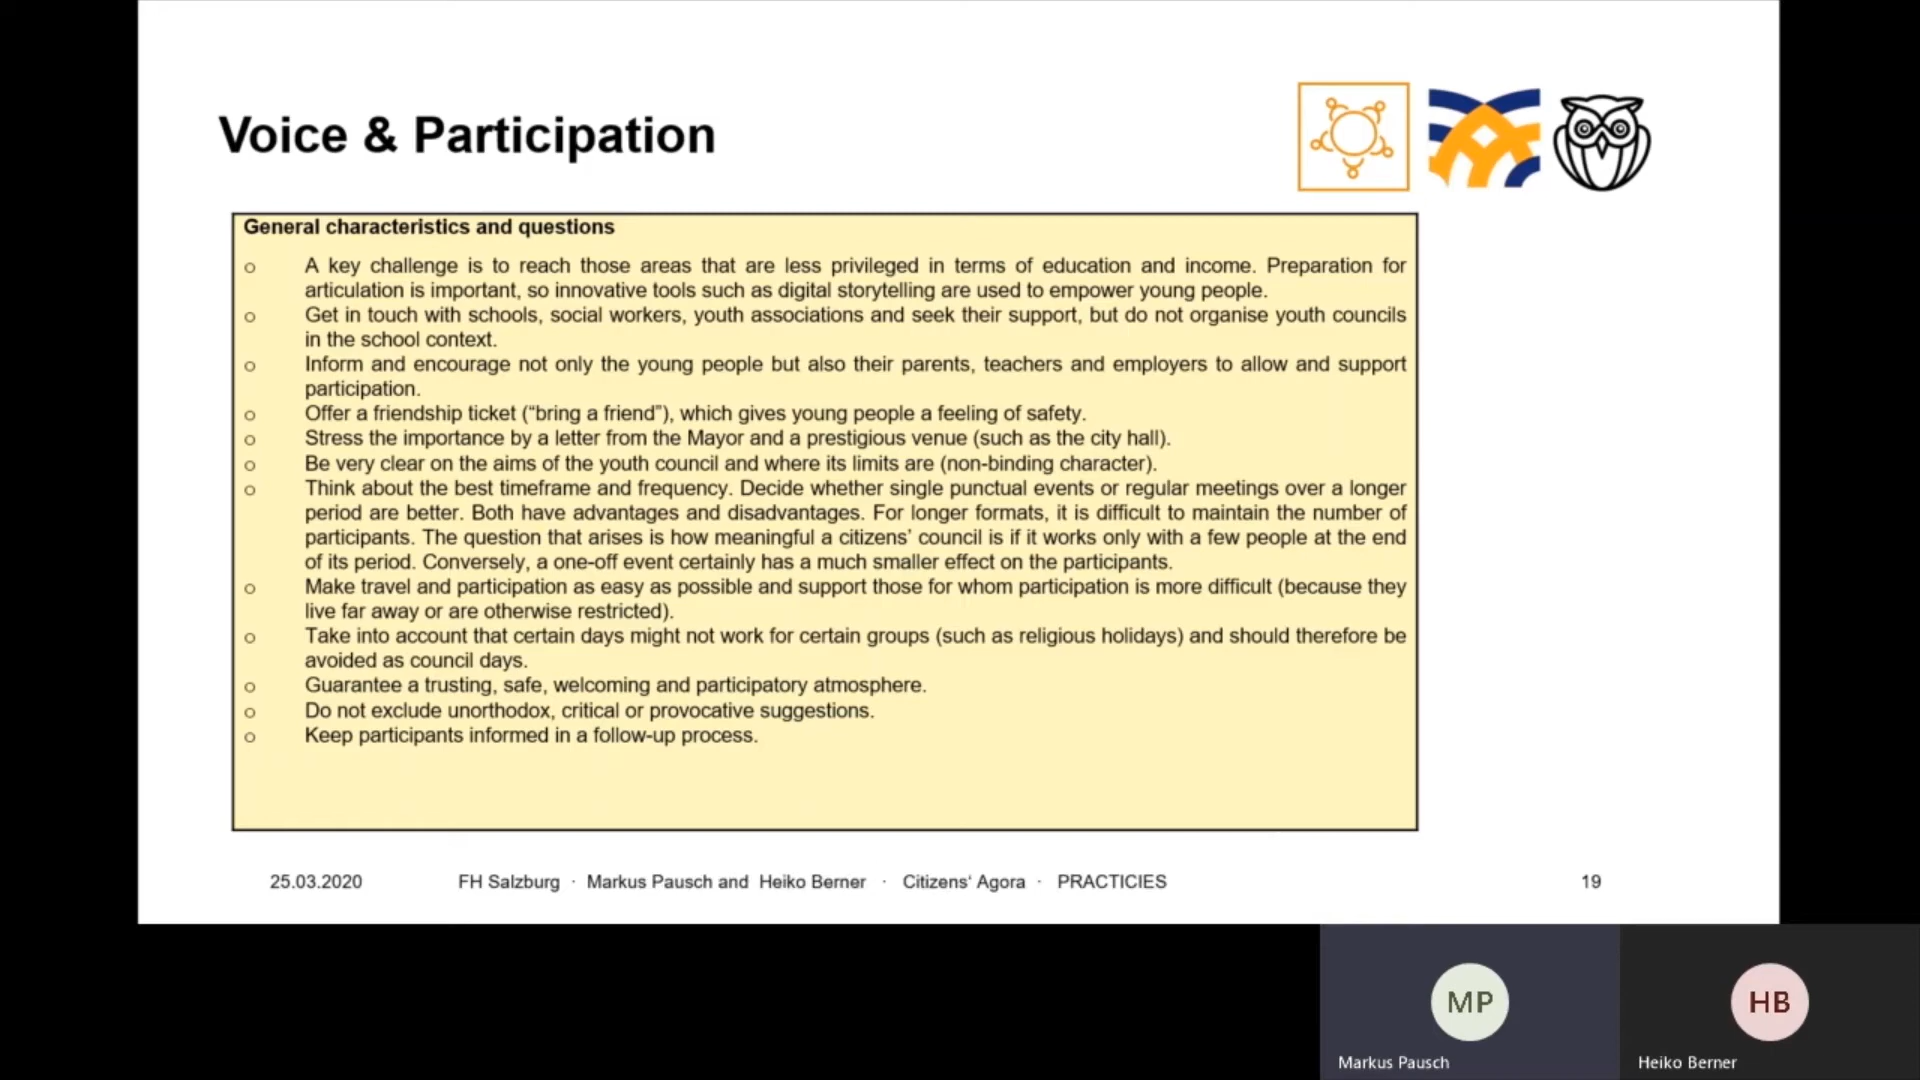 Voice & Participation
General characteristics and questions
o A key challenge is to reach those areas that are less privileged in terms of education and income. Preparation for
articulation is important, so innovative tools such as digital storytelling are used to empower young people.
o Get in touch with schools, social workers, youth associations and seek their support, but do not organise youth councils
in the school context.
o Inform and encourage not only the young people but also their parents, teachers and employers to allow and support
participation.
o Offer a friendship ticket (“bring a friend”), which gives young people a feeling of safety.
o Stress the importance by a letter from the Mayor and a prestigious venue (such as the city hall).
o Be very clear on the aims of the youth council and where its limits are (non-binding character).
o Think about the best timeframe and frequency. Decide whether single punctual events or regular meetings over a longer
period are better. Both have advantages and disadvantages. For longer formats, it is difficult to maintain the number of
participants. The question that arises is how meaningful a citizens’ council is if it works only with a few people at the end
of its period. Conversely, a one-off event certainly has a much smaller effect on the participants.
o Make travel and participation as easy as possible and support those for whom participation is more difficult (because they
live far away or are otherwise restricted).
o Take into account that certain days might not work for certain groups (such as religious holidays) and should therefore be
avoided as council days.
o Guarantee a trusting, safe, welcoming and participatory atmosphere.
o Do not exclude unorthodox, critical or provocative suggestions.
o Keep participants informed in a follow-up process.
25.03.2020 FH Salzburg · Markus Pausch and Heiko Berner · Citizens‘ Agora · PRACTICIES 19
MP HB
Markus Pausch Heiko Berner